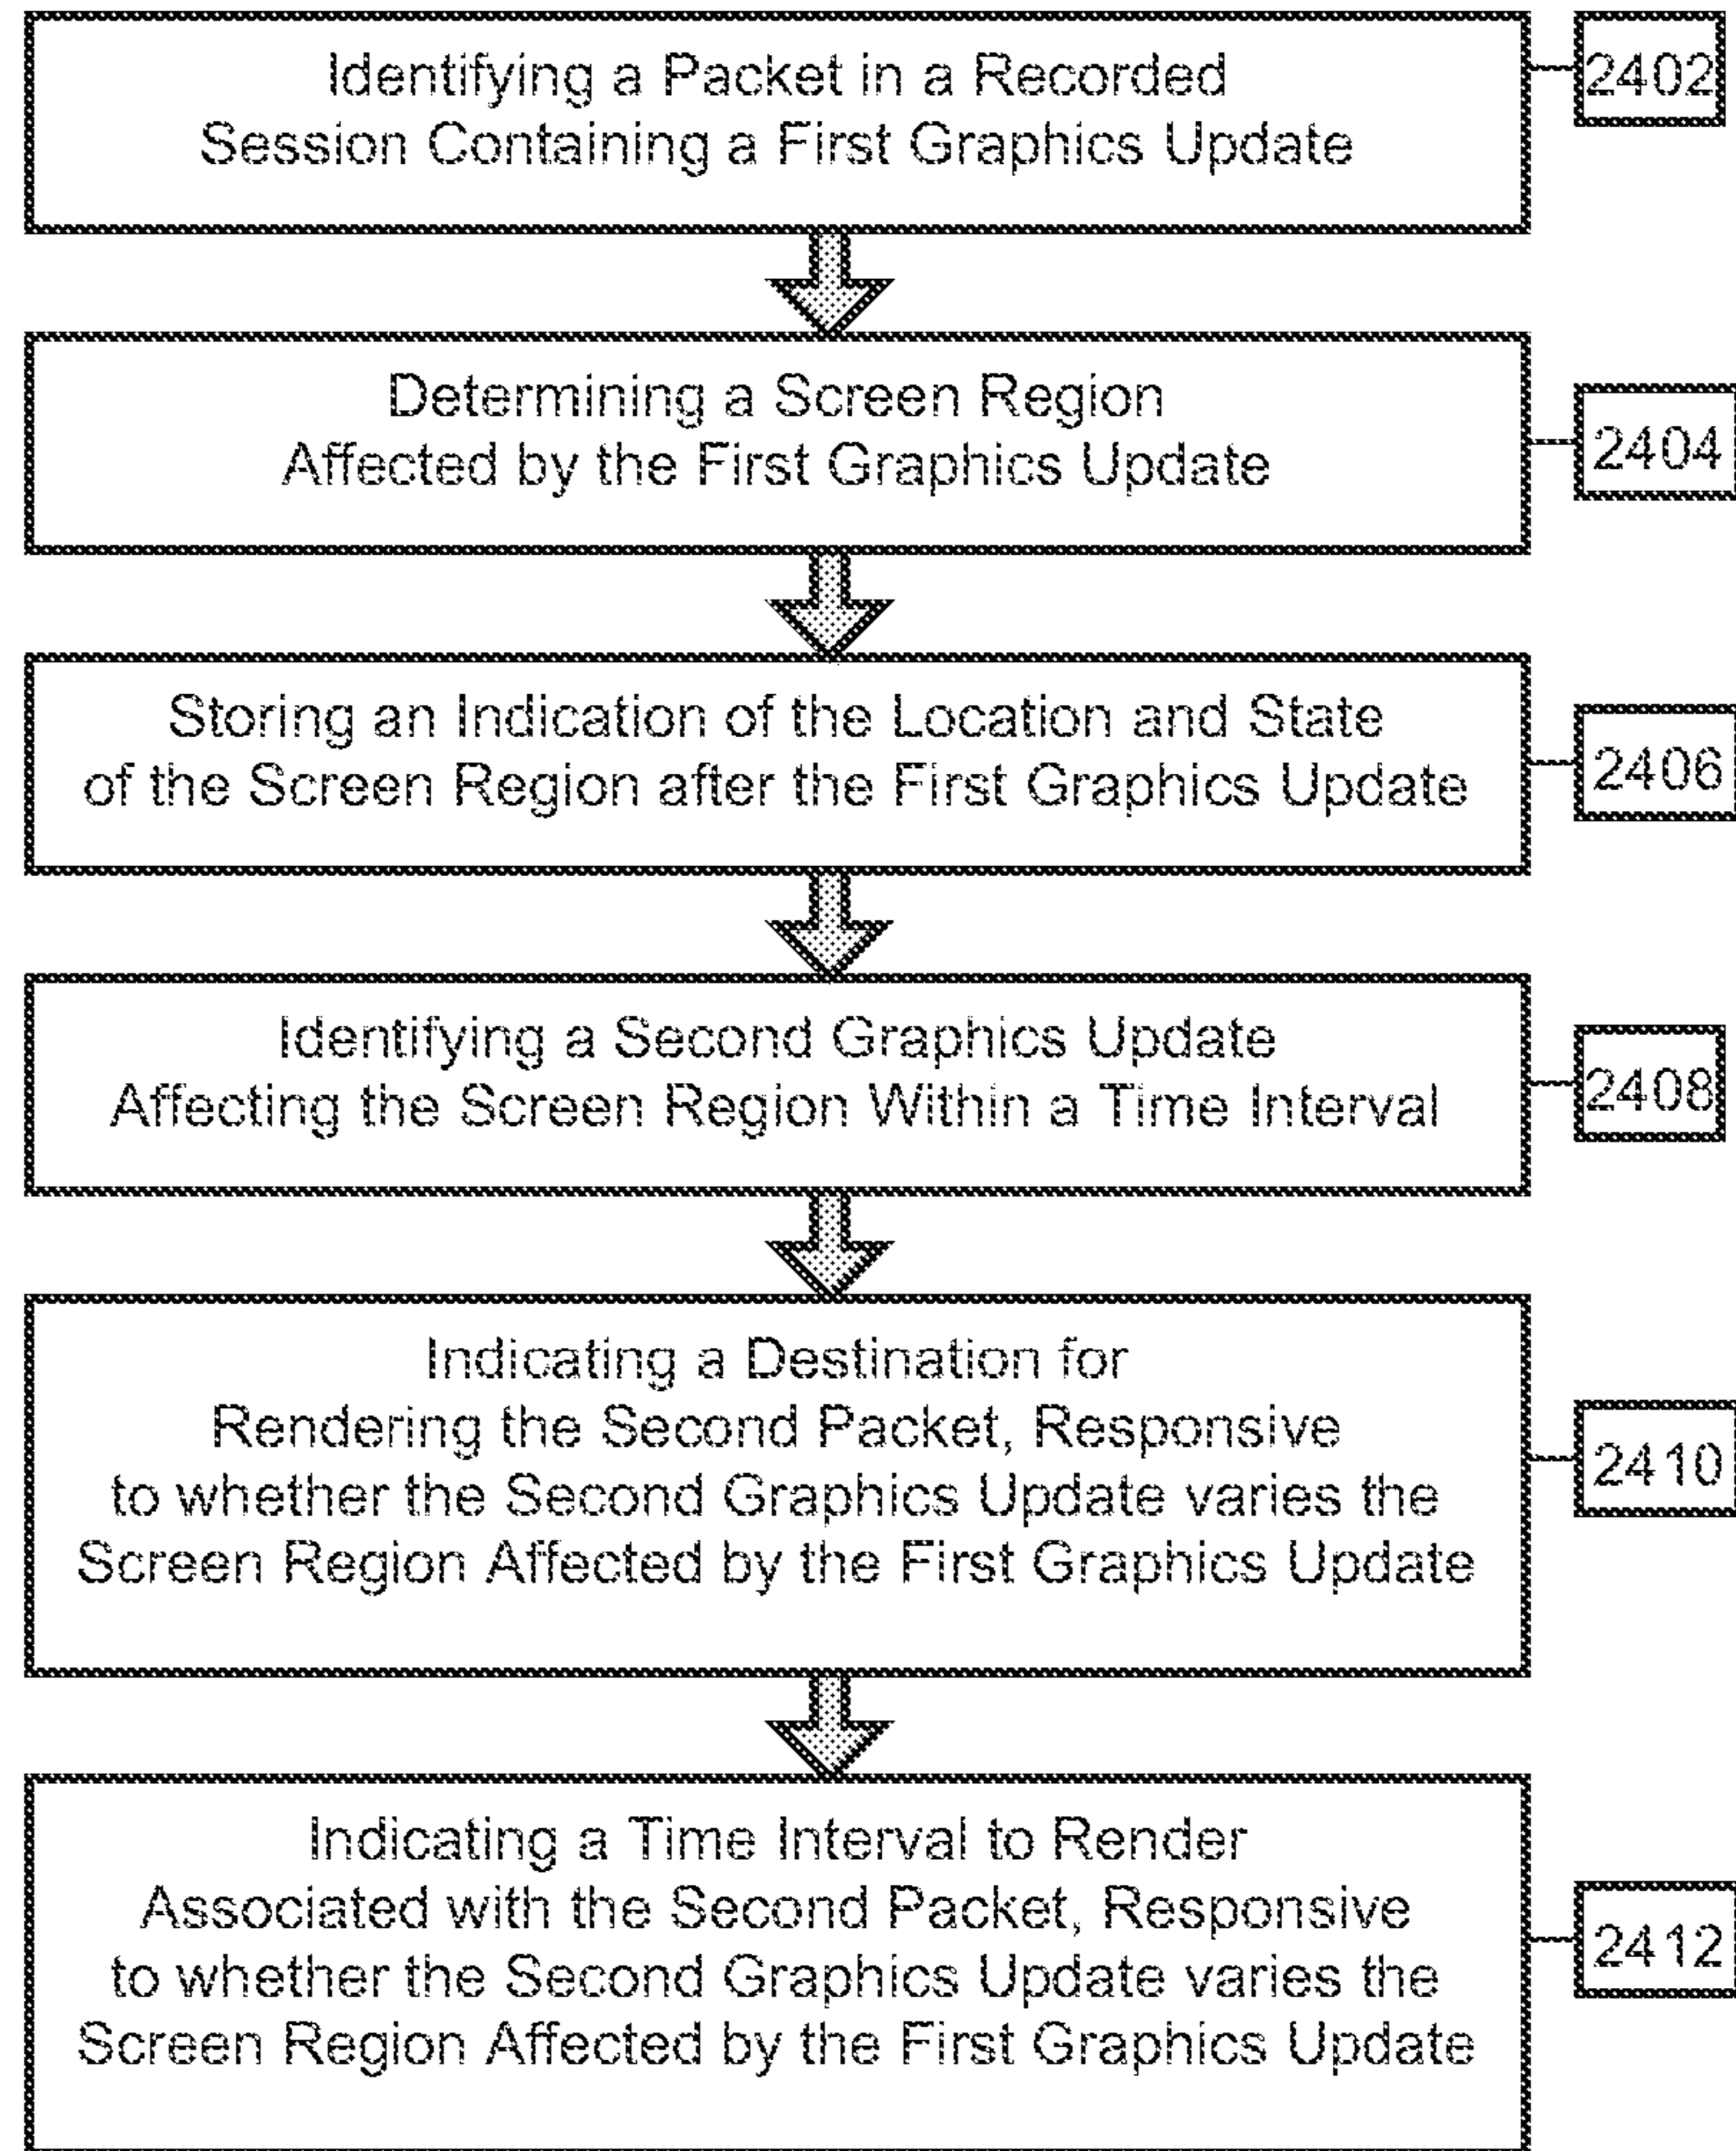 Identifying a Packet in a Recorded
Session Containing a First Graphics Update
2402
Determining a Screen Region
Affected by the First Graphics Update
2404
Storing an Indication of the Location and State
of the Screen Region after the First Graphics Update
2406
Identifying a Second Graphics Update
Affecting the Screen Region Within a Time Interval
2408
Indicating a Destination for
Rendering the Second Packet, Responsive
to whether the Second Graphics Update varies the
Screen Region Affected by the First Graphics Update
2410
Indicating a Time Interval to Render
Associated with the Second Packet, Responsive
to whether the Second Graphics Update varies the
Screen Region Affected by the First Graphics Update
2412